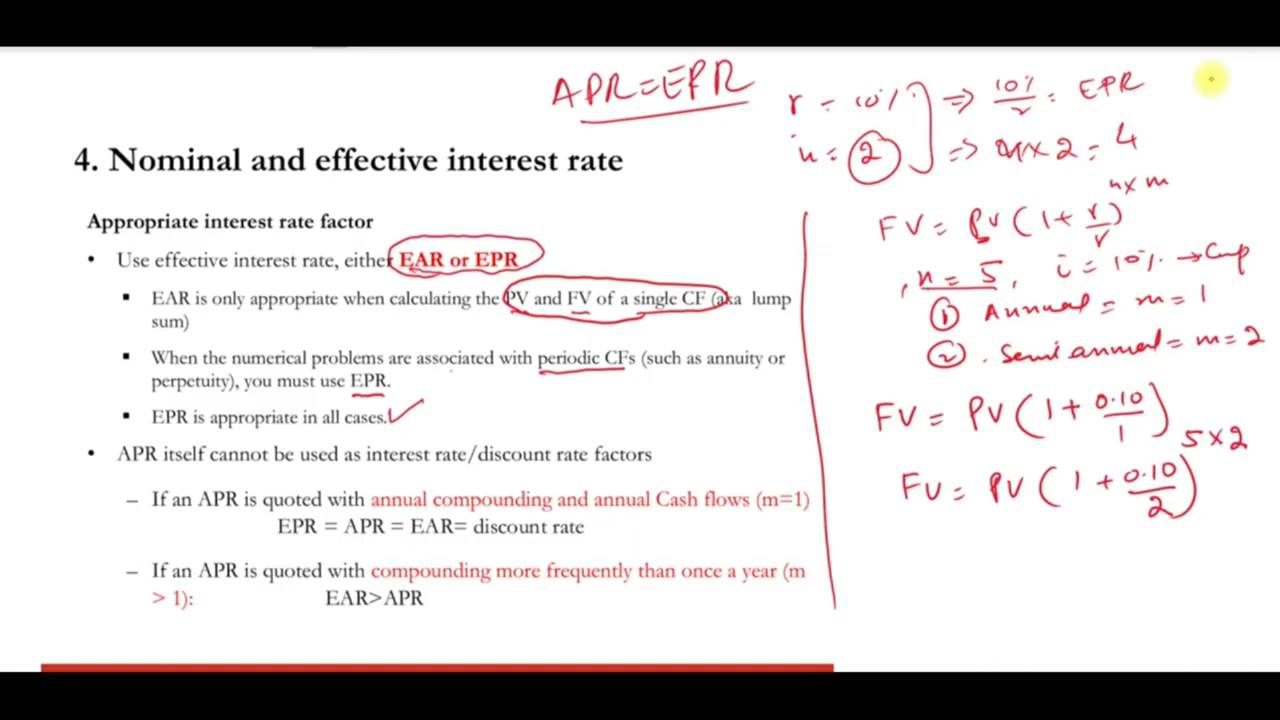 APR=EPR
r = 10% => 10%/2 = EPR
n = 2 => 2 = 4
4. Nominal and effective interest rate
Appropriate interest rate factor
• Use effective interest rate, either EAR or EPR
▪ EAR is only appropriate when calculating the PV and FV of a single CF (aka lump
sum)
▪ When the numerical problems are associated with periodic CFs (such as annuity or
perpetuity), you must use EPR.
▪ EPR is appropriate in all cases.
• APR itself cannot be used as interest rate/discount rate factors
– If an APR is quoted with annual compounding and annual Cash flows (m=1)
EPR = APR = EAR= discount rate
– If an APR is quoted with compounding more frequently than once a year (m
> 1): EAR>APR
n x m
FV = PV (1+ r/r)
n = 5, i = 10% →
① Annual = m = 1
② . Semi annual = m = 2
FV = PV (1 + 0.10/1)
5 x 2
FV = PV (1 + 0.10/2)